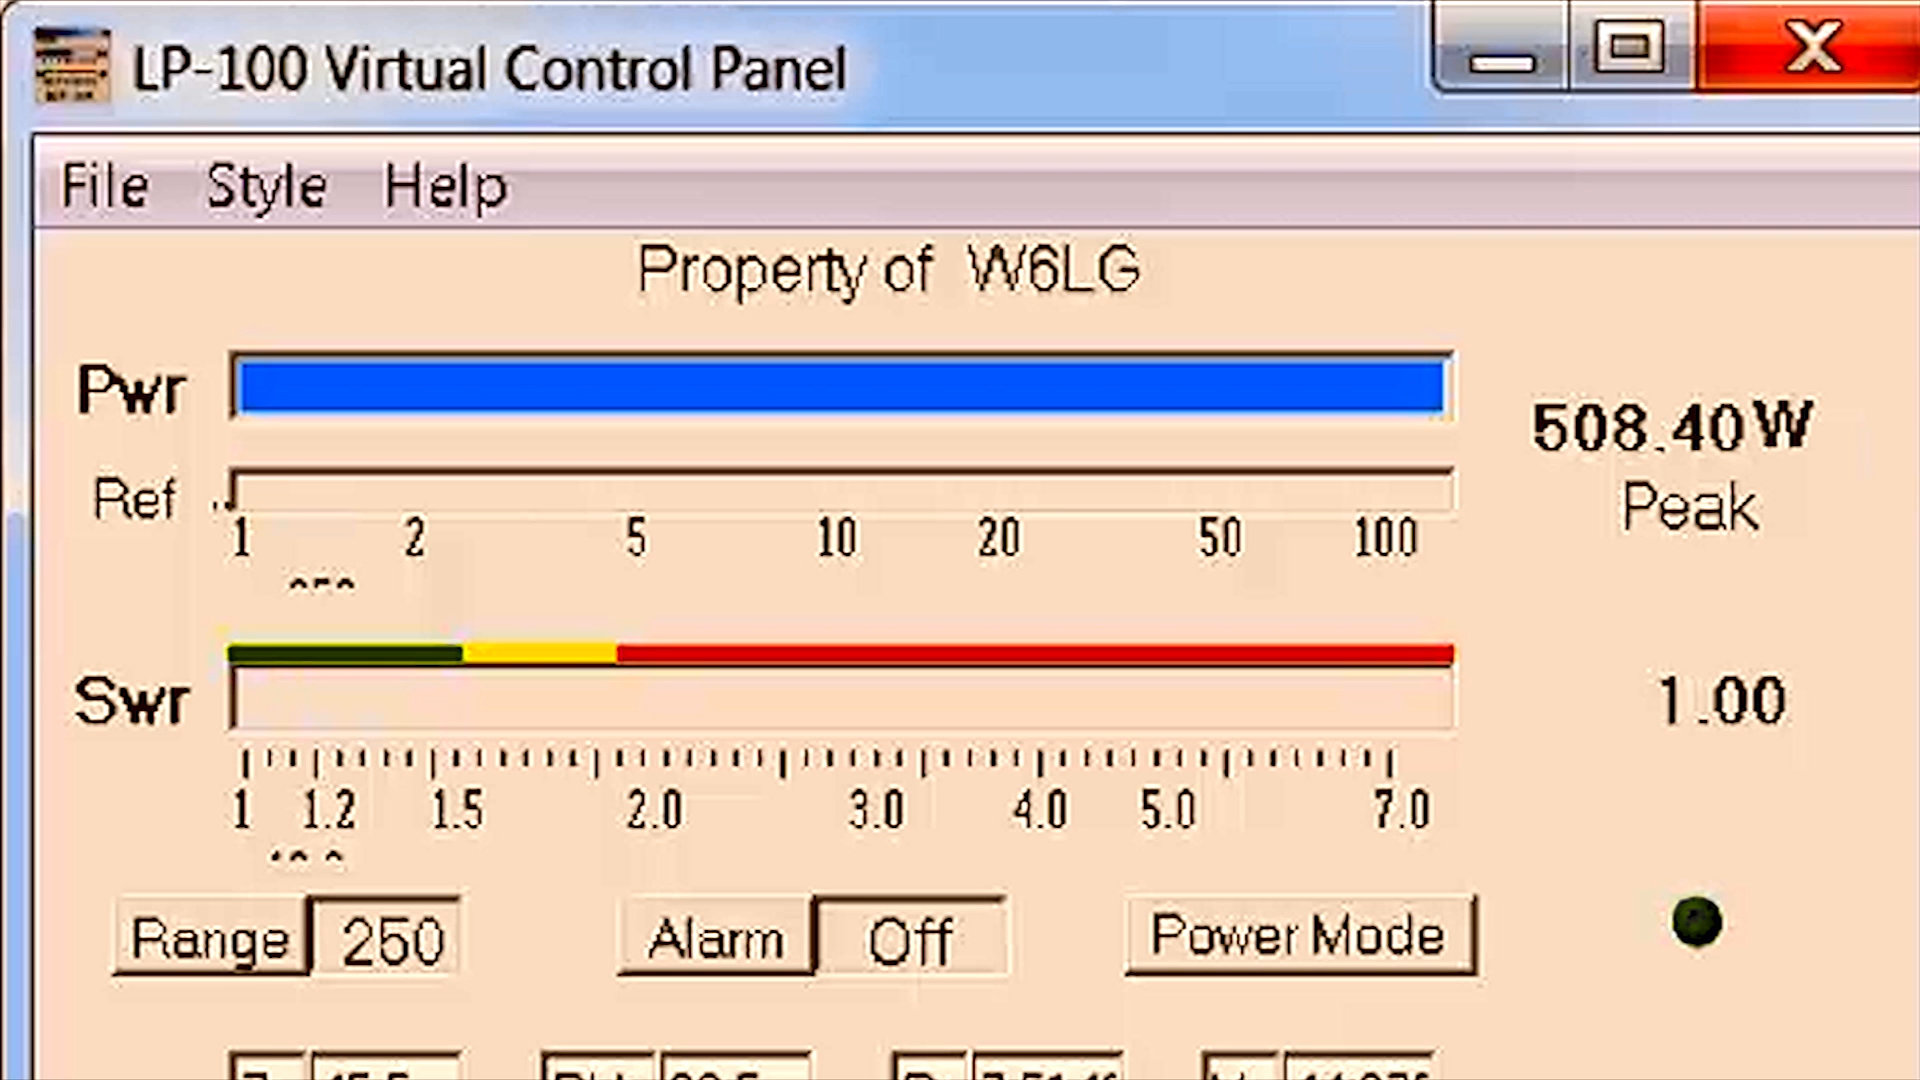 LP-100 Virtual Control Panel
File Style Help
Property of W6LG
Pwr
508.40W
Ref
Peak
1 2 5 10 20 50 100
Swr
1.00
1 1.2 1.5 2.0 3.0 4.0 5.0 7.0
Range 250 Alarm Off Power Mode